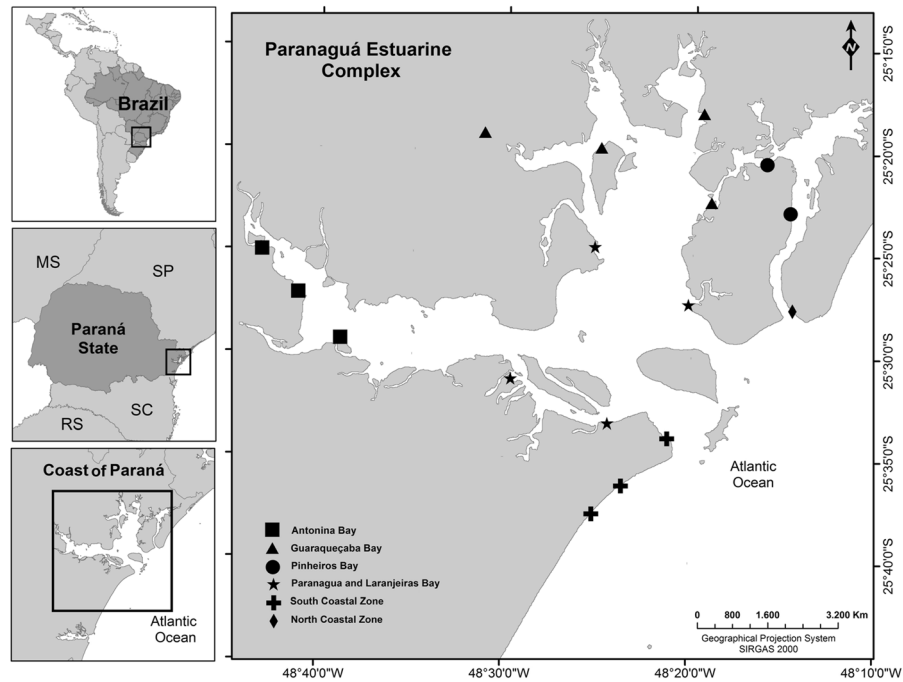 Brazil
MS
SP
Paraná
State
SC
RS
Coast of Paraná
Atlantic
Ocean
Paranaguá Estuarine
Complex
N
25°15'0"S
25°20'0"S
25°25'0"S
25°30'0"S
25°35'0"S
25°40'0"S
Atlantic
Ocean
Antonina Bay
Guaraqueçaba Bay
Pinheiros Bay
Paranagua and Laranjeiras Bay
South Coastal Zone
North Coastal Zone
0 800 1.600 3.200 Km
Geographical Projection System
SIRGAS 2000
48°40'0"W 48°30'0"W 48°20'0"W 48°10'0"W